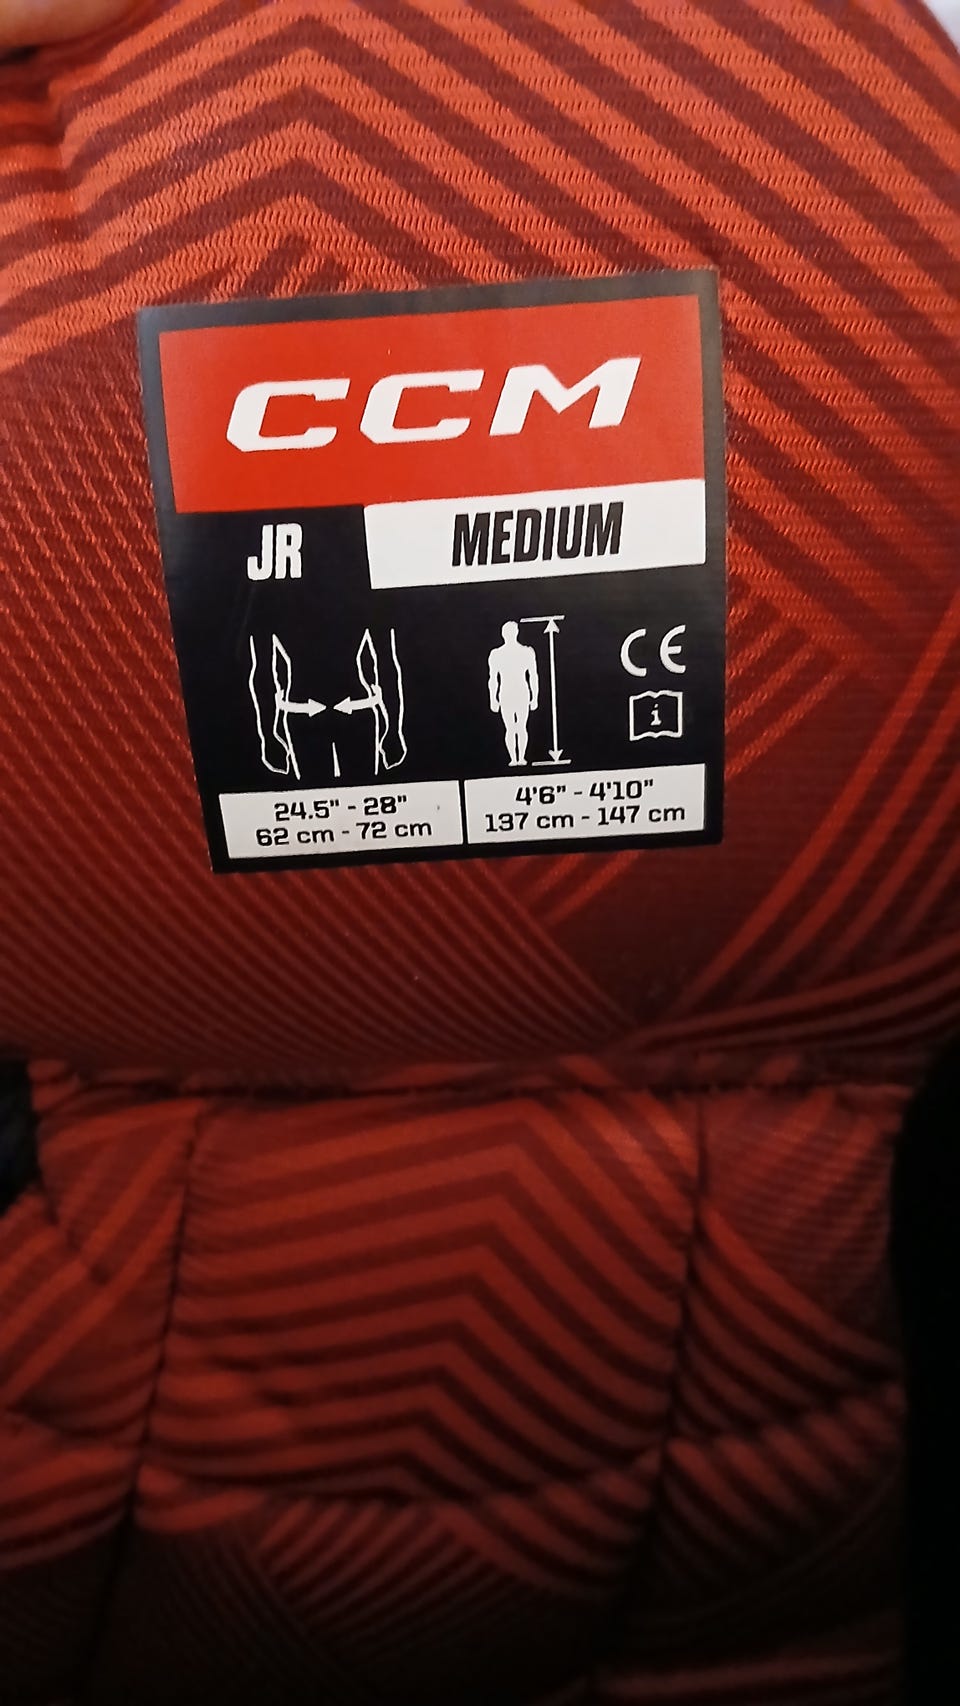 CCM
JR MEDIUM
CE
i
24.5" - 28"
62 cm - 72 cm
4'6" - 4'10"
137 cm - 147 cm